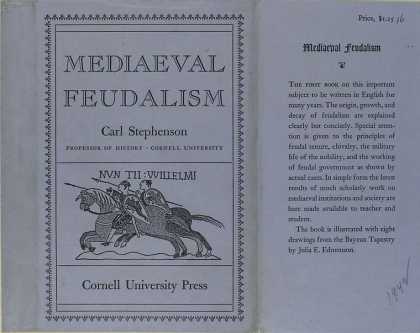 MEDIAEVAL
FEUDALISM
Carl Stephenson
PROFESSOR OF HISTORY · CORNELL UNIVERSITY
NVN TII : VVILLELMI
Cornell University Press
Price, $1.25
Mediaeval Feudalism
THE FIRST BOOK on this important
subject to be written in English for
many years. The origin, growth, and
decay of feudalism are explained
clearly but concisely. Special atten-
tion is given to the principles of
feudal tenure, chivalry, the military
life of the nobility, and the working
of feudal government as shown by
actual cases. In simple form the latest
results of much scholarly work on
mediaeval institutions and society are
here made available to teacher and
student.
The book is illustrated with eight
drawings from the Bayeux Tapestry
by Julia E. Edmonson.